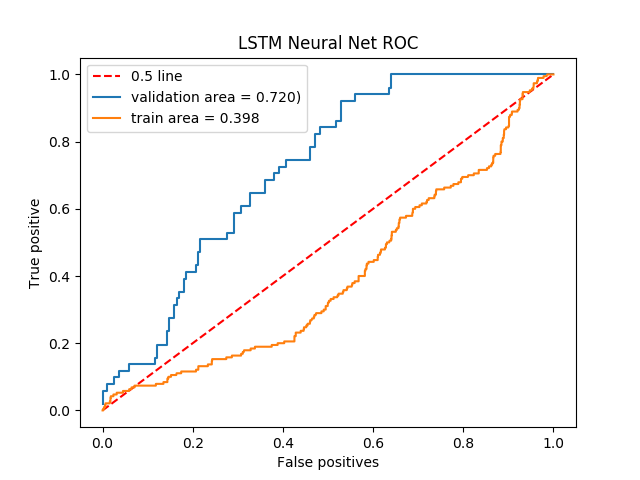 LSTM Neural Net ROC
0.5 line
validation area = 0.720)
train area = 0.398
True positive
1.0
0.8
0.6
0.4
0.2
0.0
0.0 0.2 0.4 0.6 0.8 1.0
False positives